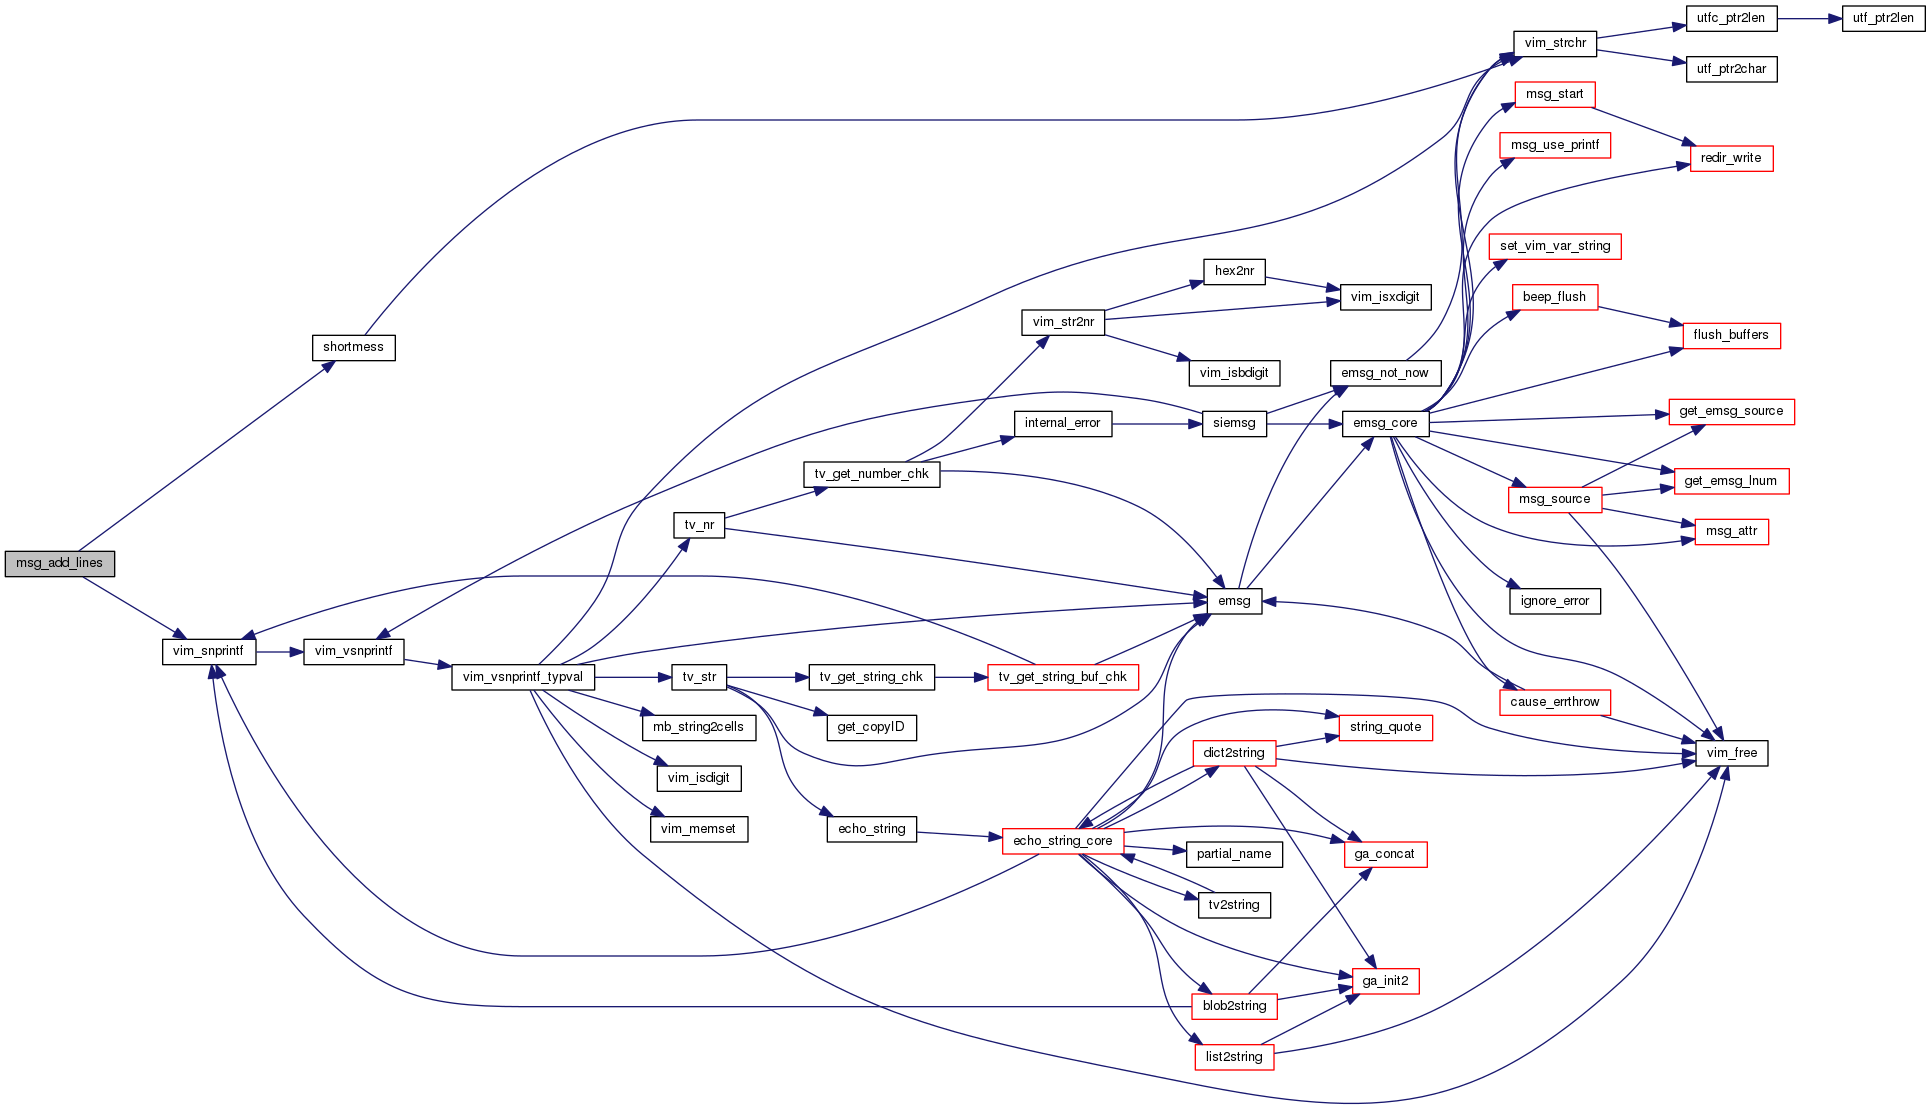 utfc_ptr2len
utf_ptr2len
vim_strchr
utf_ptr2char
msg_start
msg_use_printf
redir_write
set_vim_var_string
hex2nr
vim_isxdigit
beep_flush
vim_str2nr
flush_buffers
shortmess
vim_isbdigit
emsg_not_now
get_emsg_source
internal_error
siemsg
emsg_core
tv_get_number_chk
get_emsg_lnum
msg_source
tv_nr
msg_attr
msg_add_lines
emsg
ignore_error
vim_snprintf
vim_vsnprintf
vim_vsnprintf_typval
tv_str
tv_get_string_chk
tv_get_string_buf_chk
cause_errthrow
mb_string2cells
get_copyID
string_quote
dict2string
vim_free
vim_isdigit
vim_memset
echo_string
echo_string_core
partial_name
ga_concat
tv2string
ga_init2
blob2string
list2string